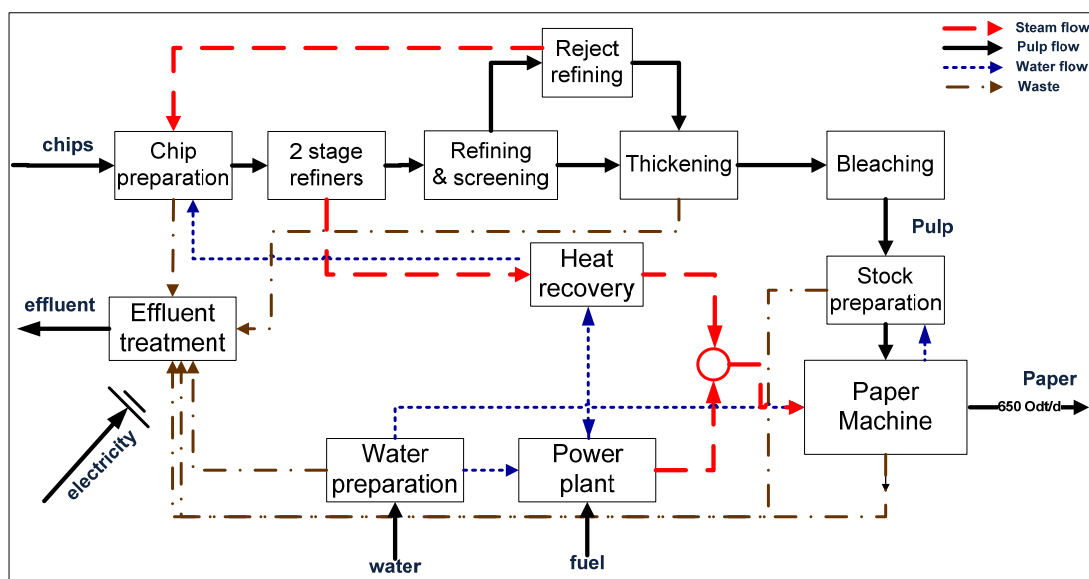 Steam flow
Pulp flow
Water flow
Waste
Reject
refining
chips
Chip
preparation
2 stage
refiners
Refining
& screening
Thickening
Bleaching
Pulp
Heat
recovery
Stock
preparation
effluent
Effluent
treatment
Paper
Machine
Paper
650 Odt/d
electricity
Water
preparation
Power
plant
water
fuel